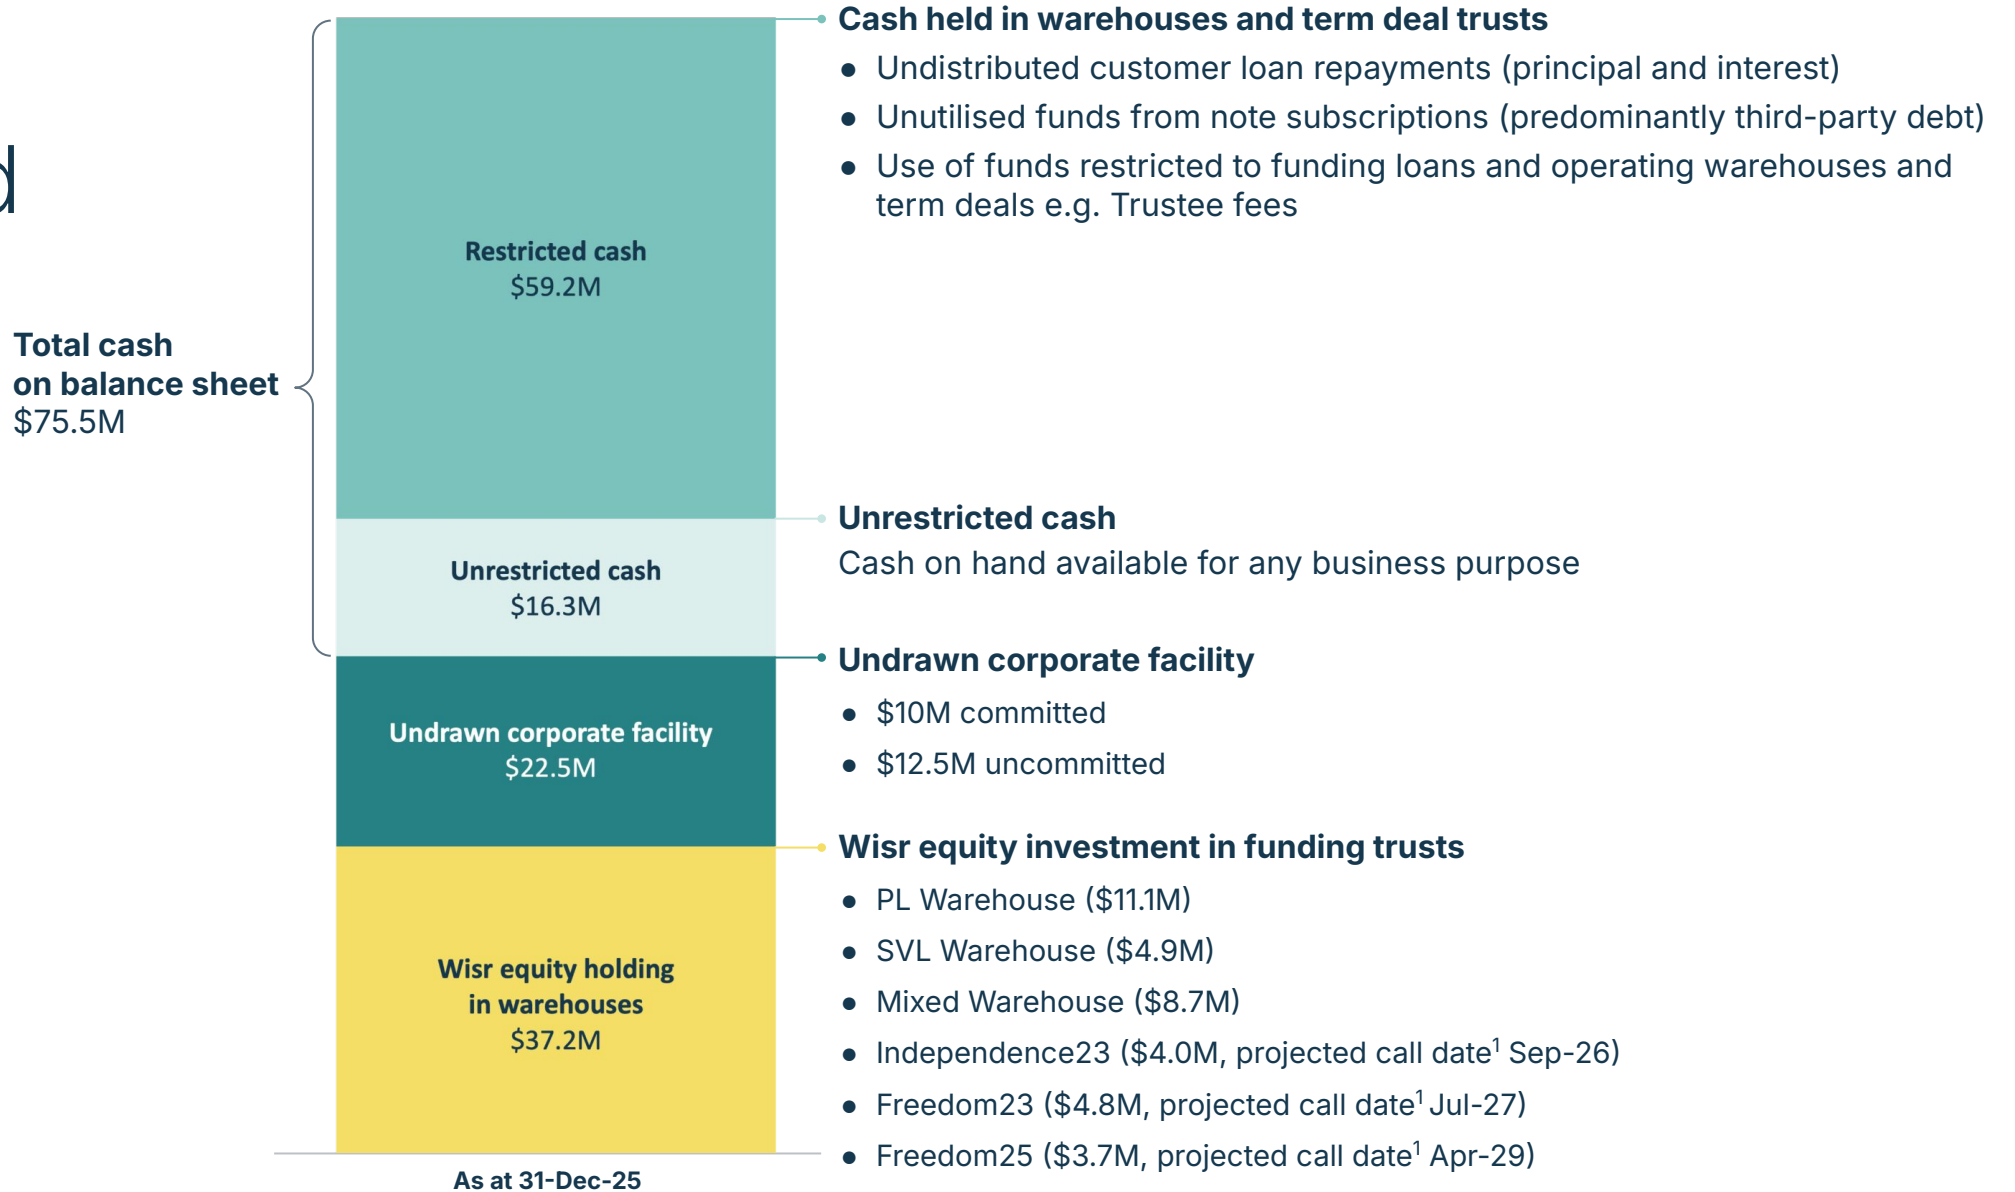 Total cash
on balance sheet
$75.5M
Restricted cash
$59.2M
Unrestricted cash
$16.3M
Undrawn corporate facility
$22.5M
Wisr equity holding
in warehouses
$37.2M
As at 31-Dec-25
Cash held in warehouses and term deal trusts
● Undistributed customer loan repayments (principal and interest)
● Unutilised funds from note subscriptions (predominantly third-party debt)
● Use of funds restricted to funding loans and operating warehouses and
term deals e.g. Trustee fees
Unrestricted cash
Cash on hand available for any business purpose
Undrawn corporate facility
● $10M committed
● $12.5M uncommitted
Wisr equity investment in funding trusts
● PL Warehouse ($11.1M)
● SVL Warehouse ($4.9M)
● Mixed Warehouse ($8.7M)
● Independence23 ($4.0M, projected call date¹ Sep-26)
● Freedom23 ($4.8M, projected call date¹ Jul-27)
● Freedom25 ($3.7M, projected call date¹ Apr-29)